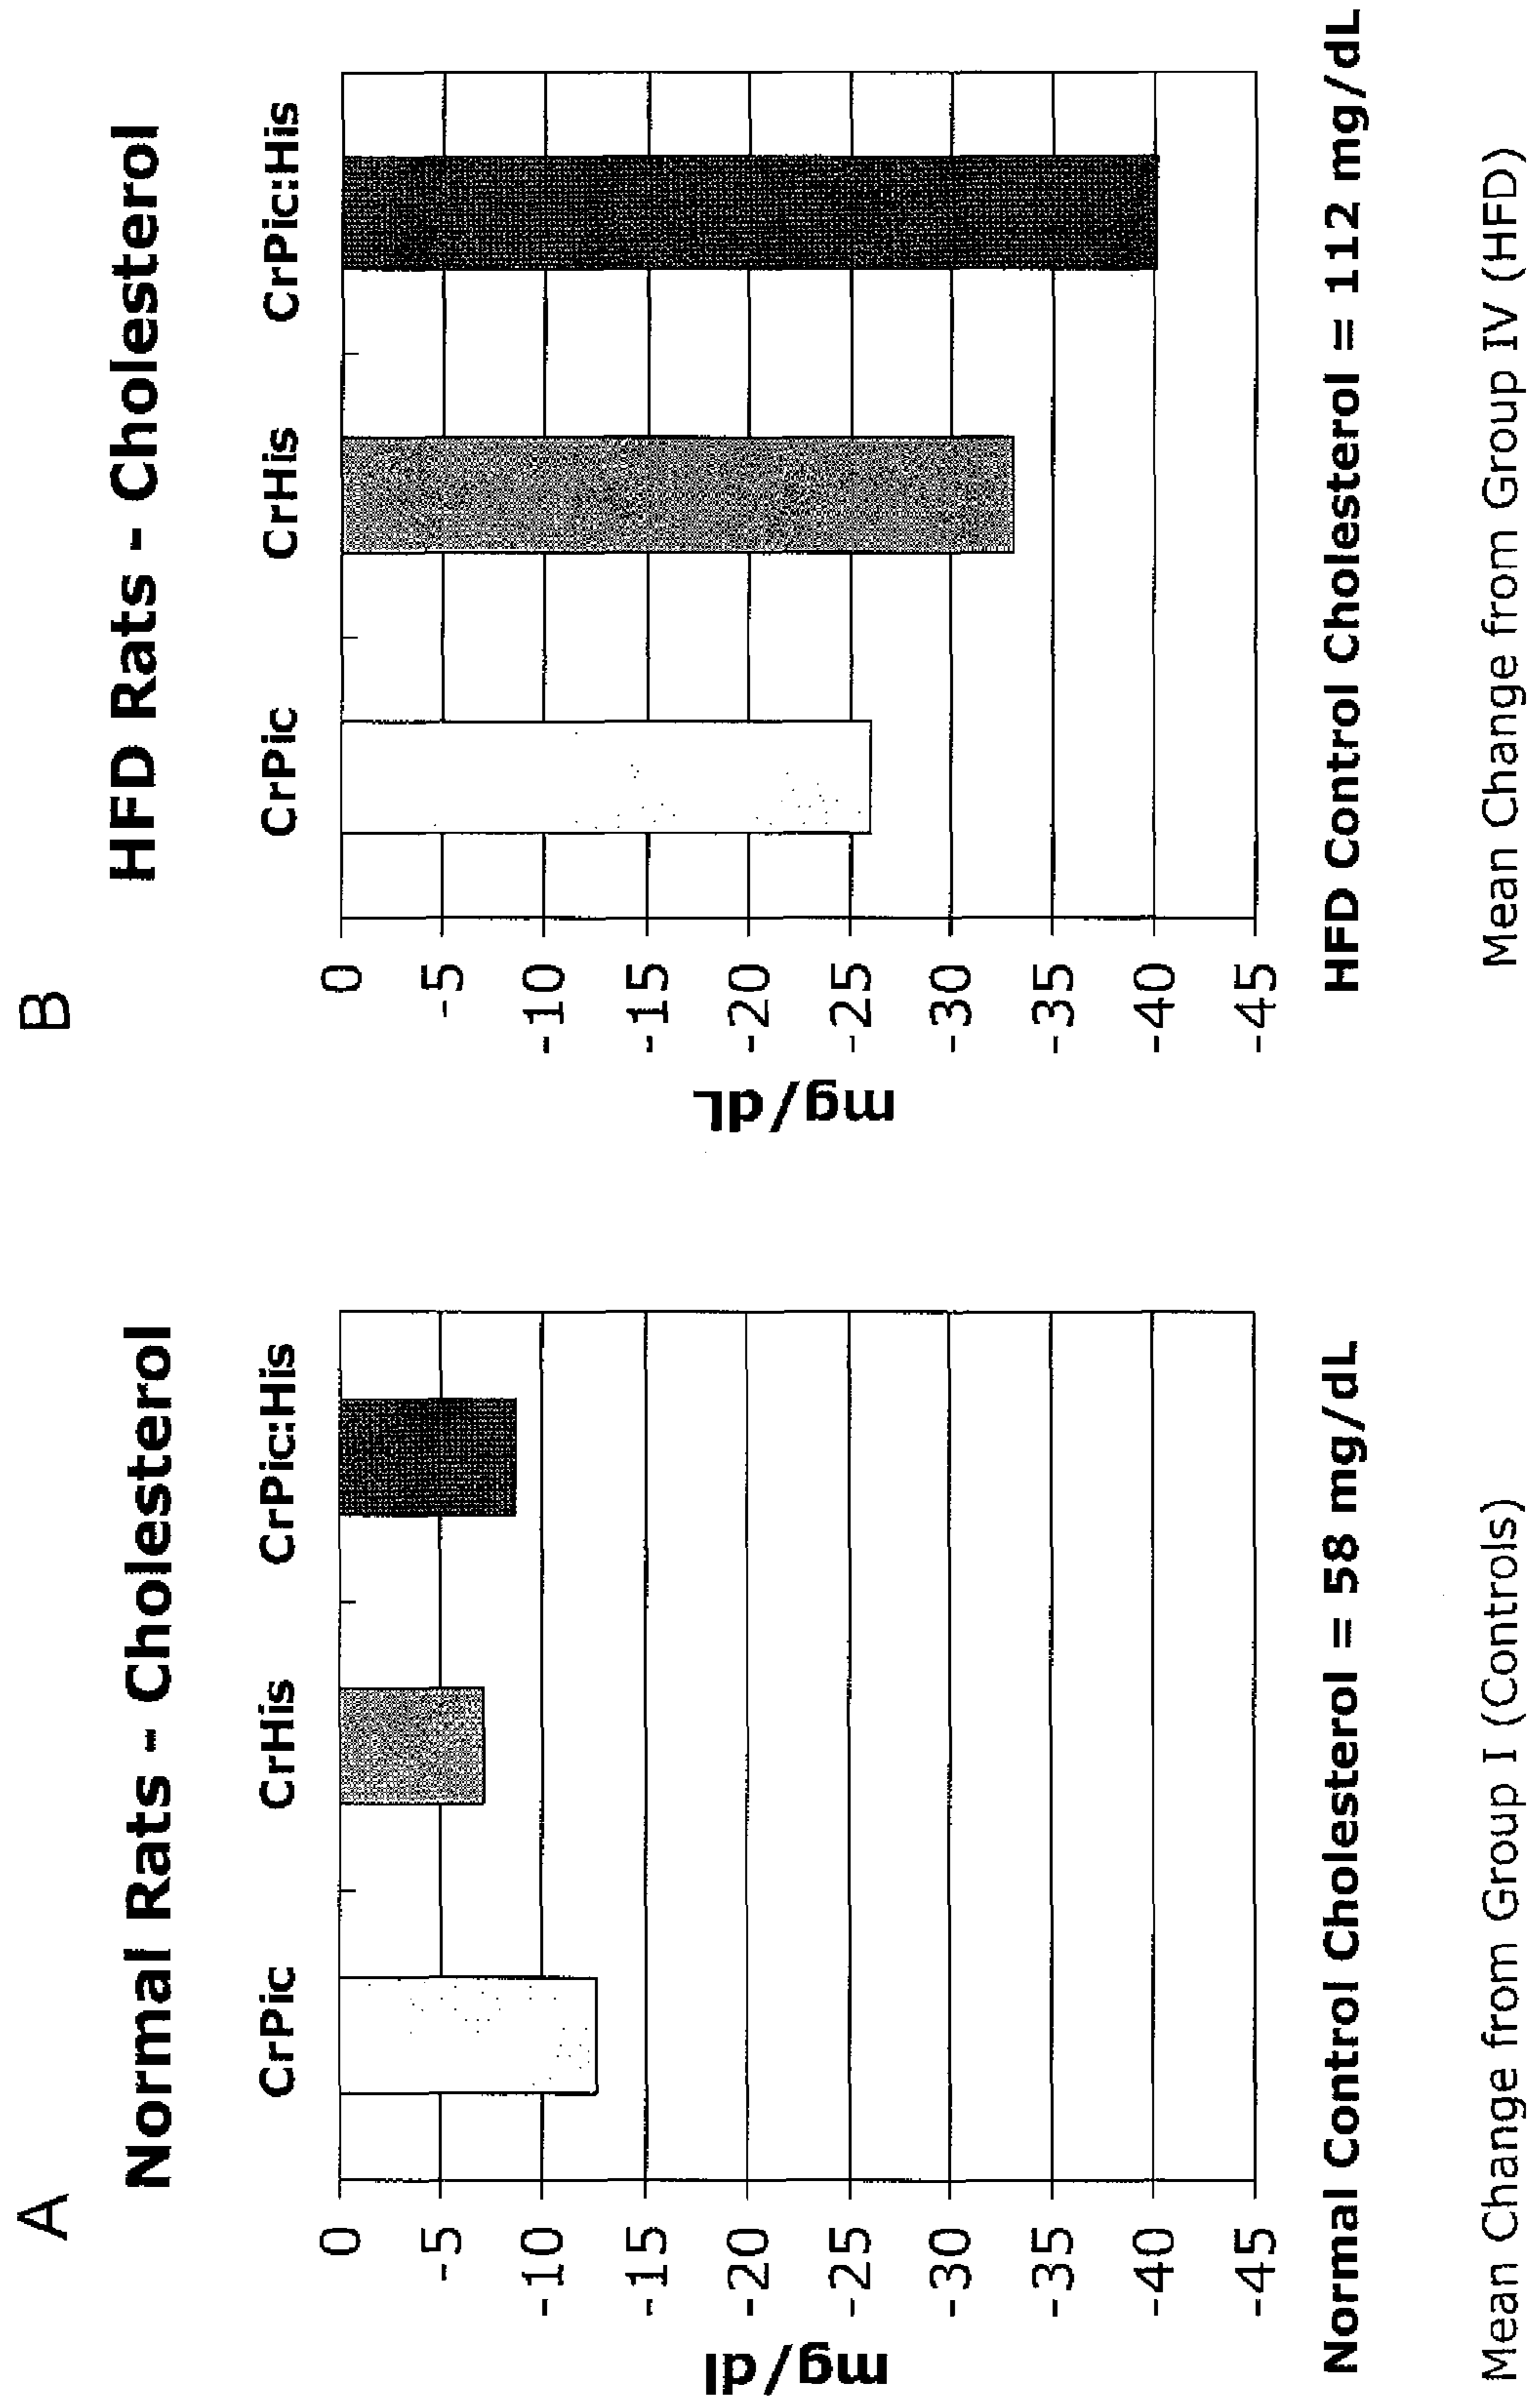 A
Normal Rats - Cholesterol
CrPic CrHis CrPic:His
0
-5
-10
-15
-20
-25
-30
-35
-40
-45
mg/dl
Normal Control Cholesterol = 58 mg/dL
Mean Change from Group I (Controls)
B
HFD Rats - Cholesterol
CrPic CrHis CrPic:His
0
-5
-10
-15
-20
-25
-30
-35
-40
-45
mg/dL
HFD Control Cholesterol = 112 mg/dL
Mean Change from Group IV (HFD)